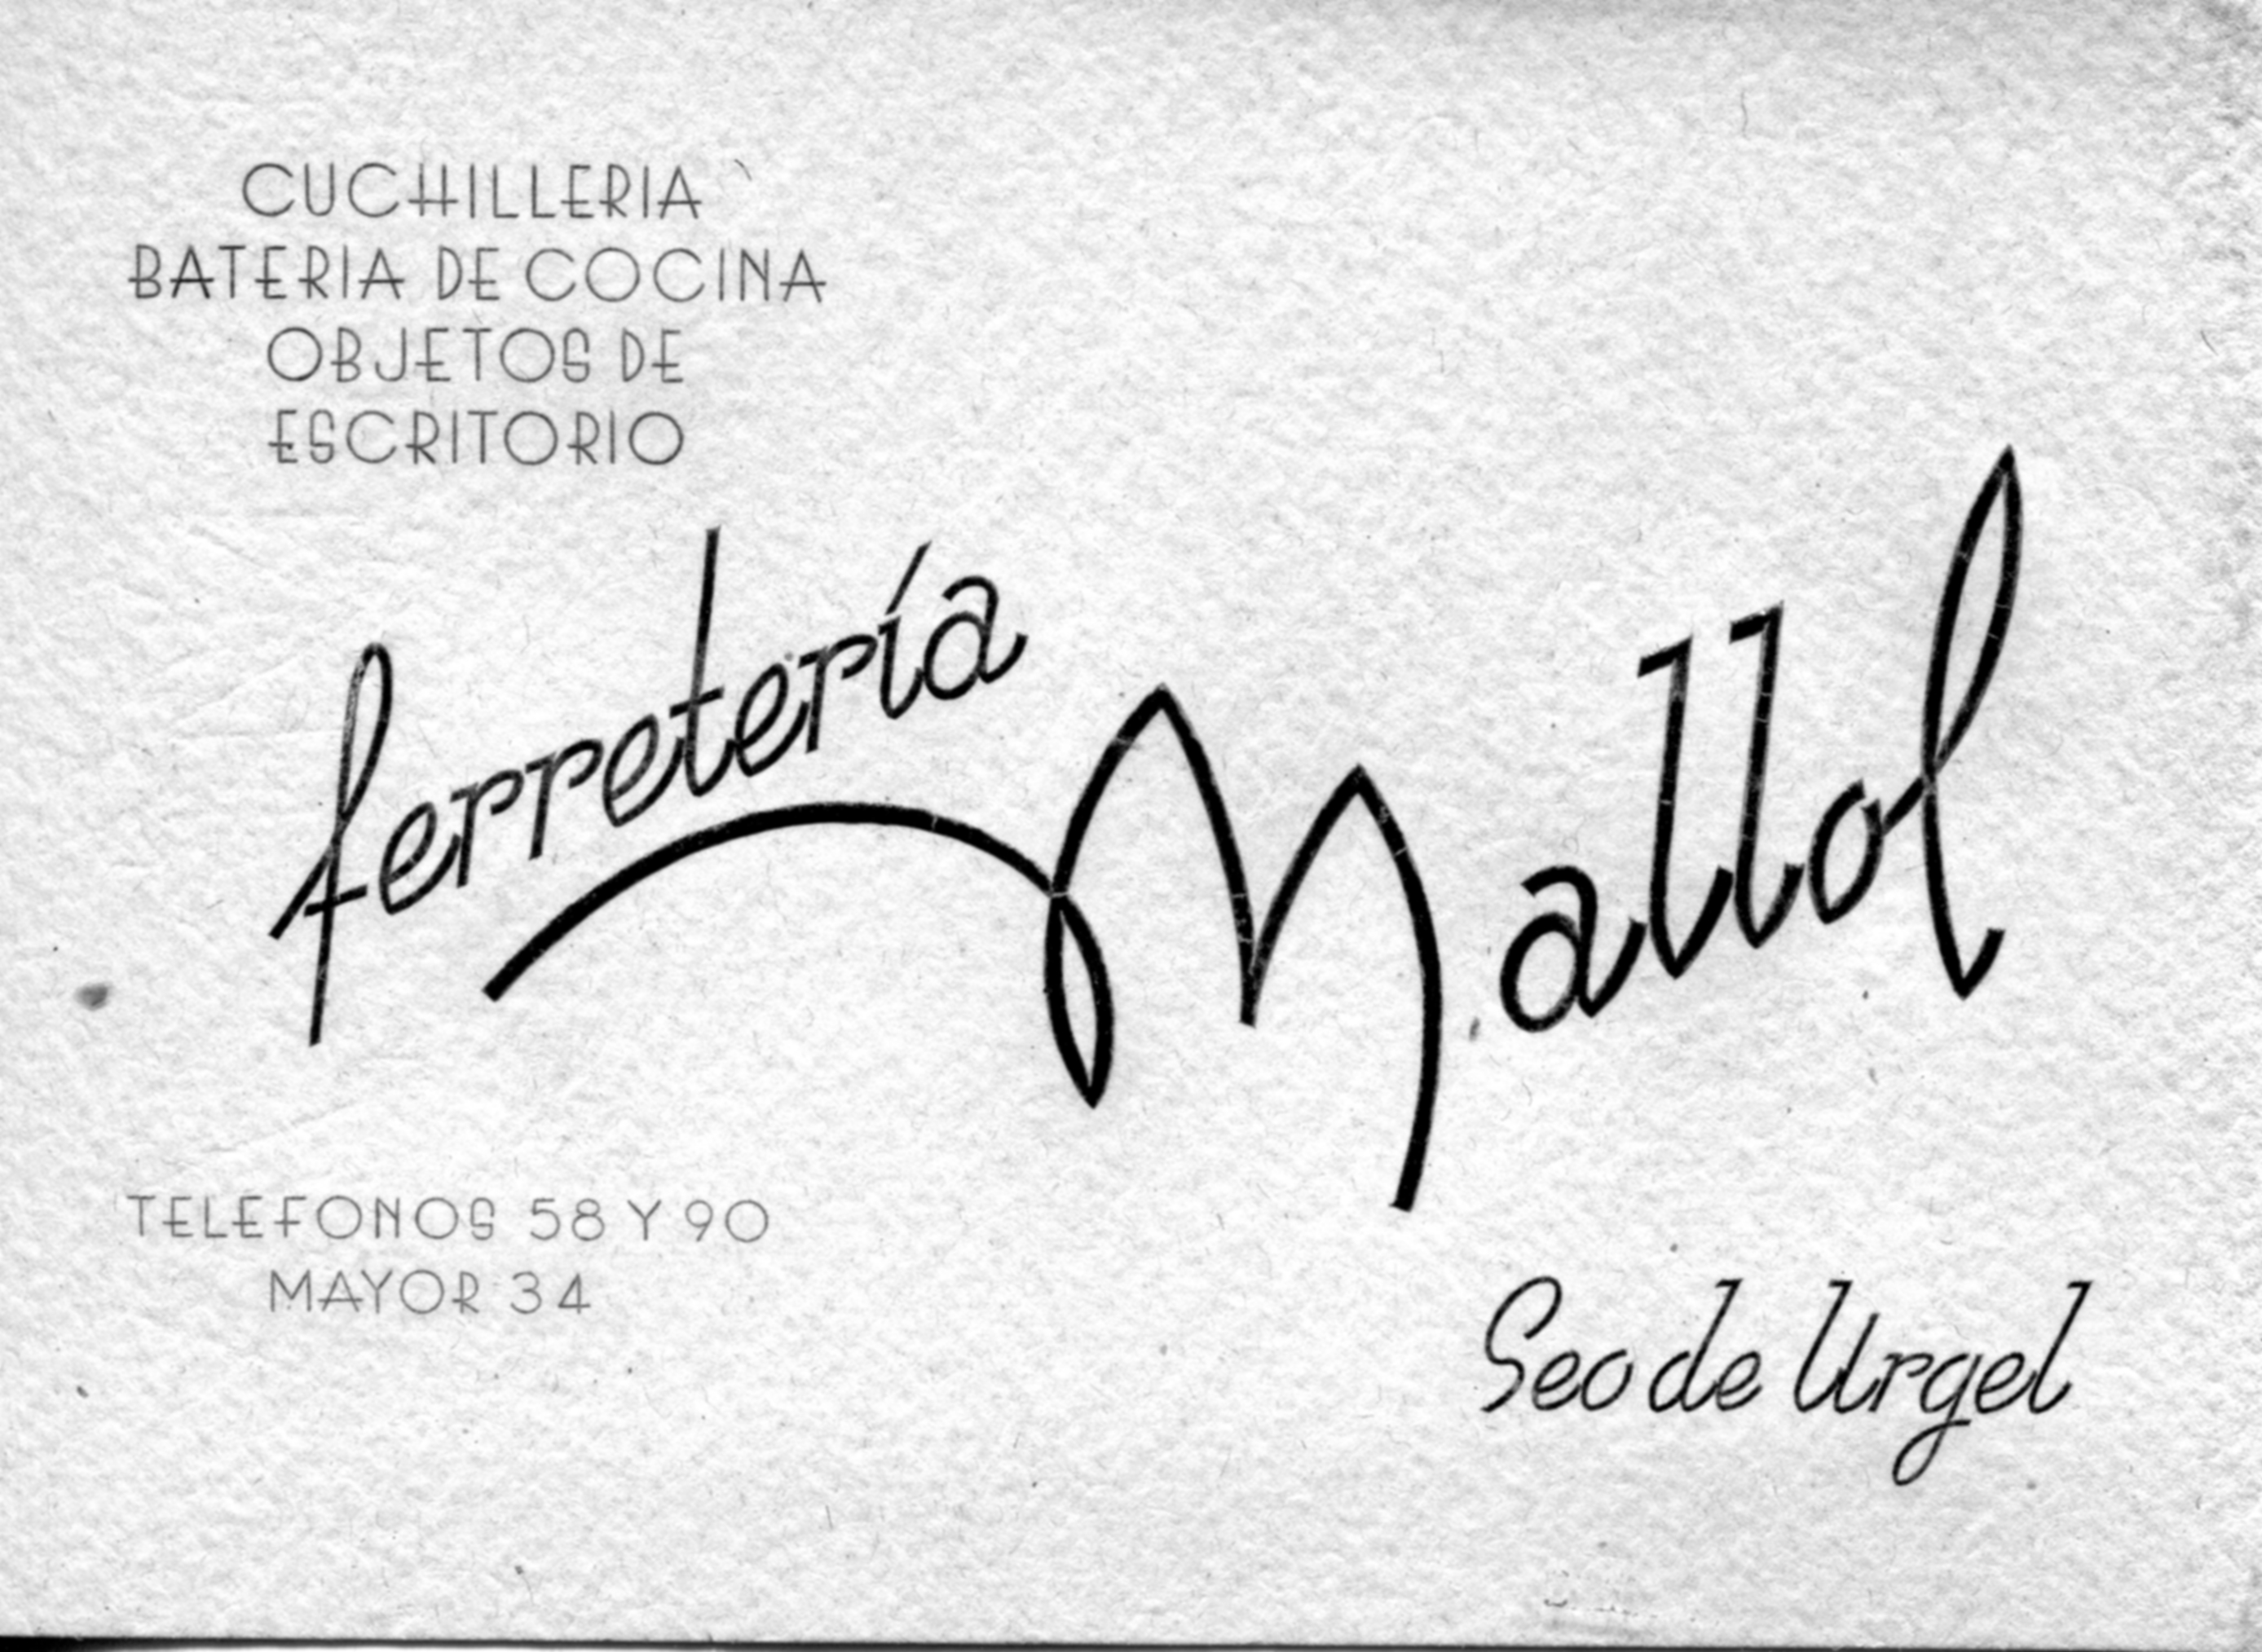 CUCHILLERIA
BATERIA DE COCINA
OBJETOS DE
ESCRITORIO
ferretería
Mallol
TELEFONOS 58 Y 90
MAYOR 34
Seo de Urgel